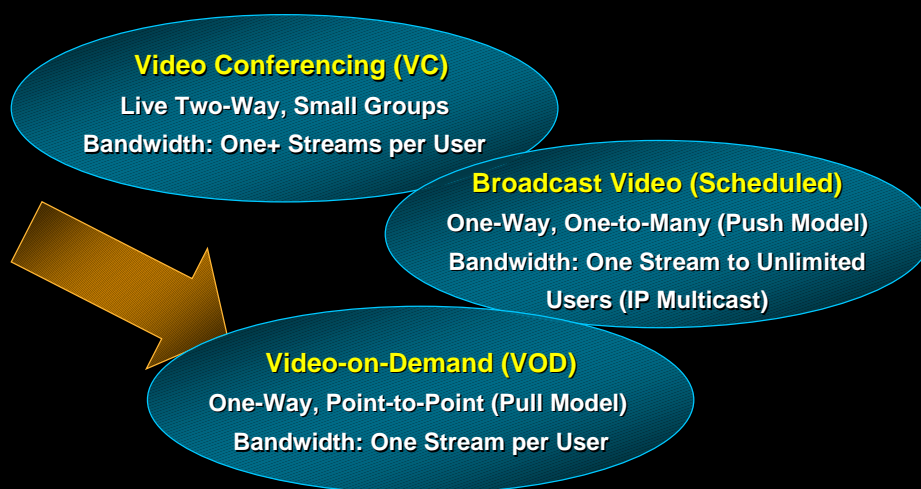 Video Conferencing (VC)
Live Two-Way, Small Groups
Bandwidth: One+ Streams per User
Broadcast Video (Scheduled)
One-Way, One-to-Many (Push Model)
Bandwidth: One Stream to Unlimited
Users (IP Multicast)
Video-on-Demand (VOD)
One-Way, Point-to-Point (Pull Model)
Bandwidth: One Stream per User